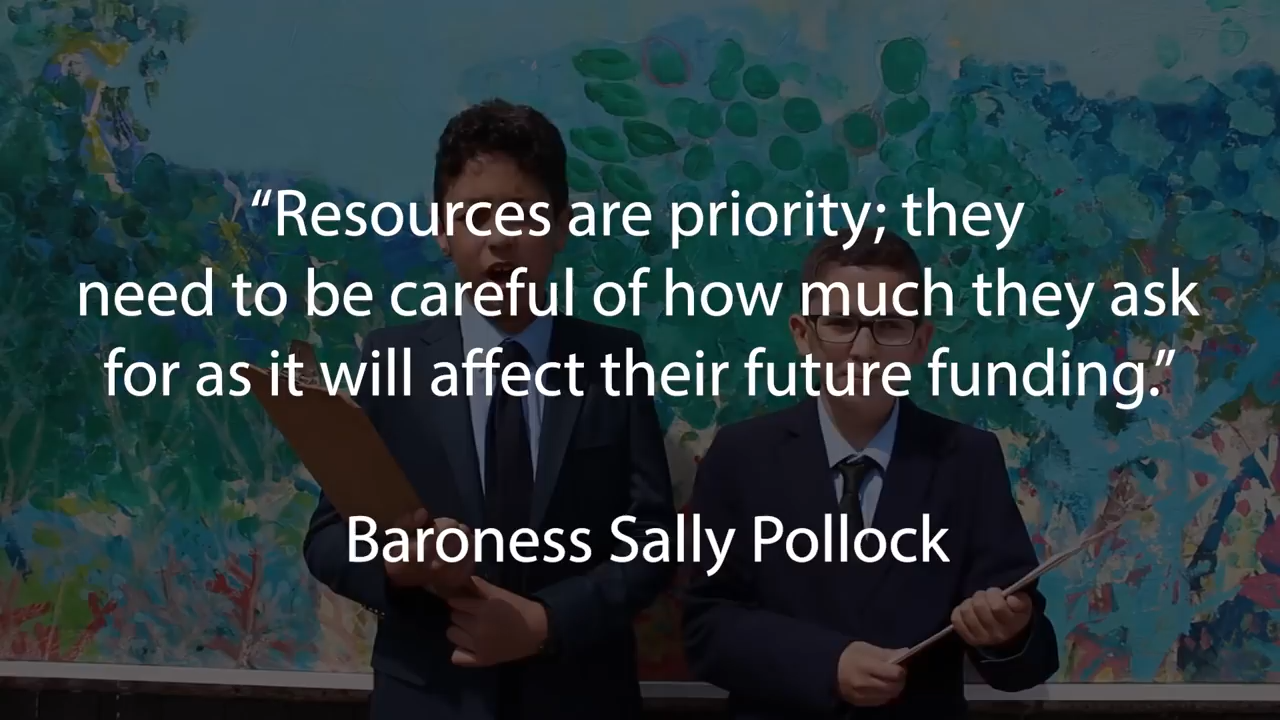 “Resources are priority; they
need to be careful of how much they ask
for as it will affect their future funding.”
Baroness Sally Pollock